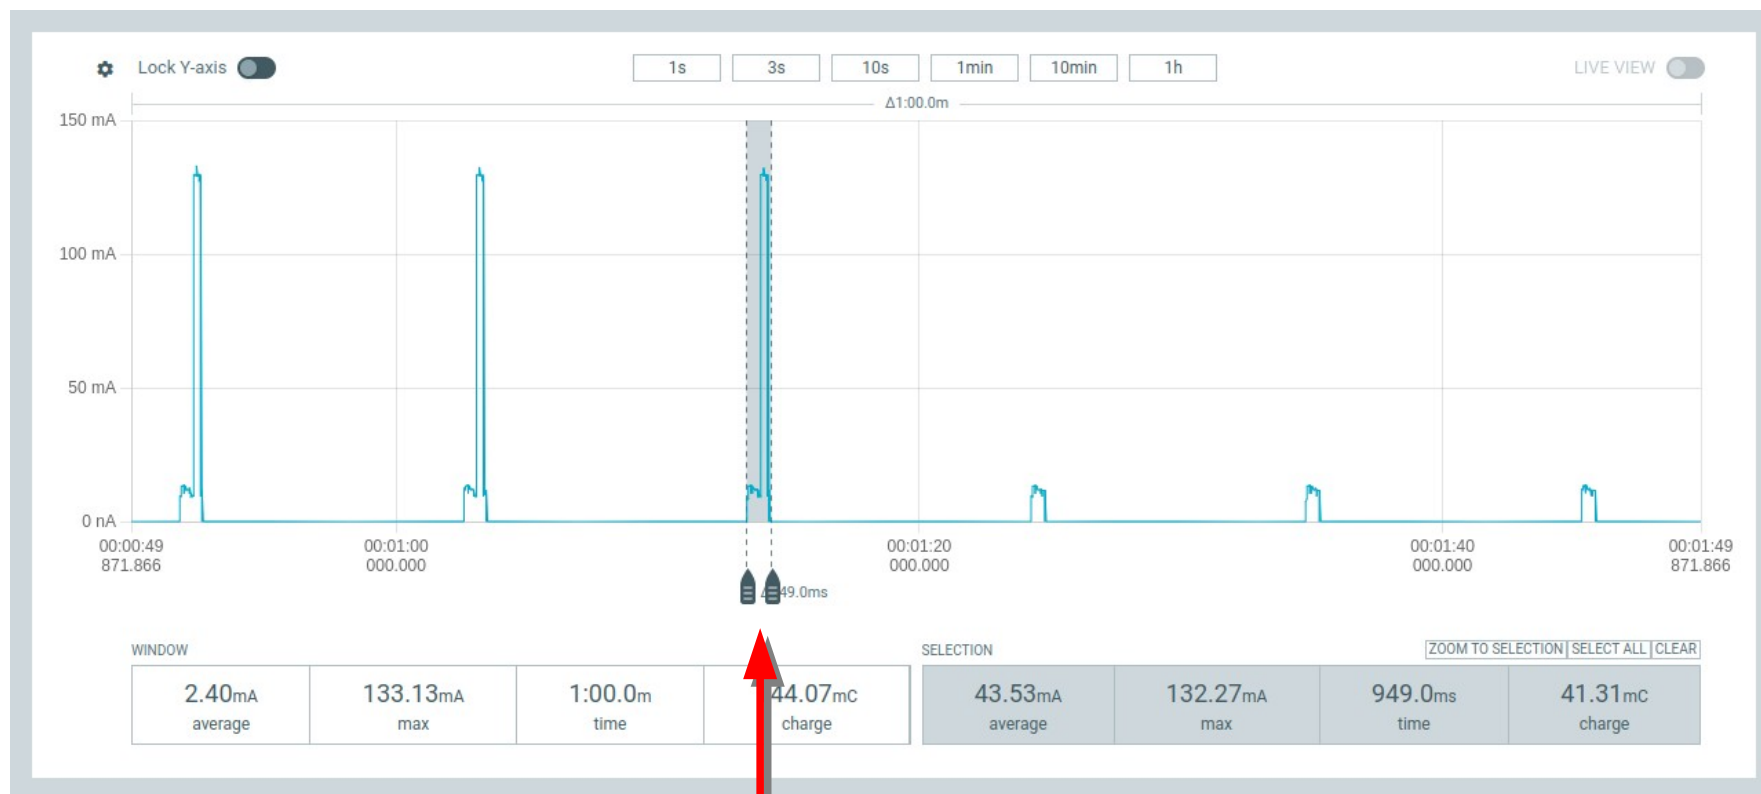 Lock Y-axis
1s
3s
10s
1min
10min
1h
LIVE VIEW
Δ1:00.0m
150 mA
100 mA
50 mA
0 nA
00:00:49
871.866
00:01:00
000.000
00:01:20
000.000
00:01:40
000.000
00:01:49
871.866
49.0ms
WINDOW
2.40mA
average
133.13mA
max
1:00.0m
time
44.07mC
charge
SELECTION
ZOOM TO SELECTION
SELECT ALL
CLEAR
43.53mA
average
132.27mA
max
949.0ms
time
41.31mC
charge